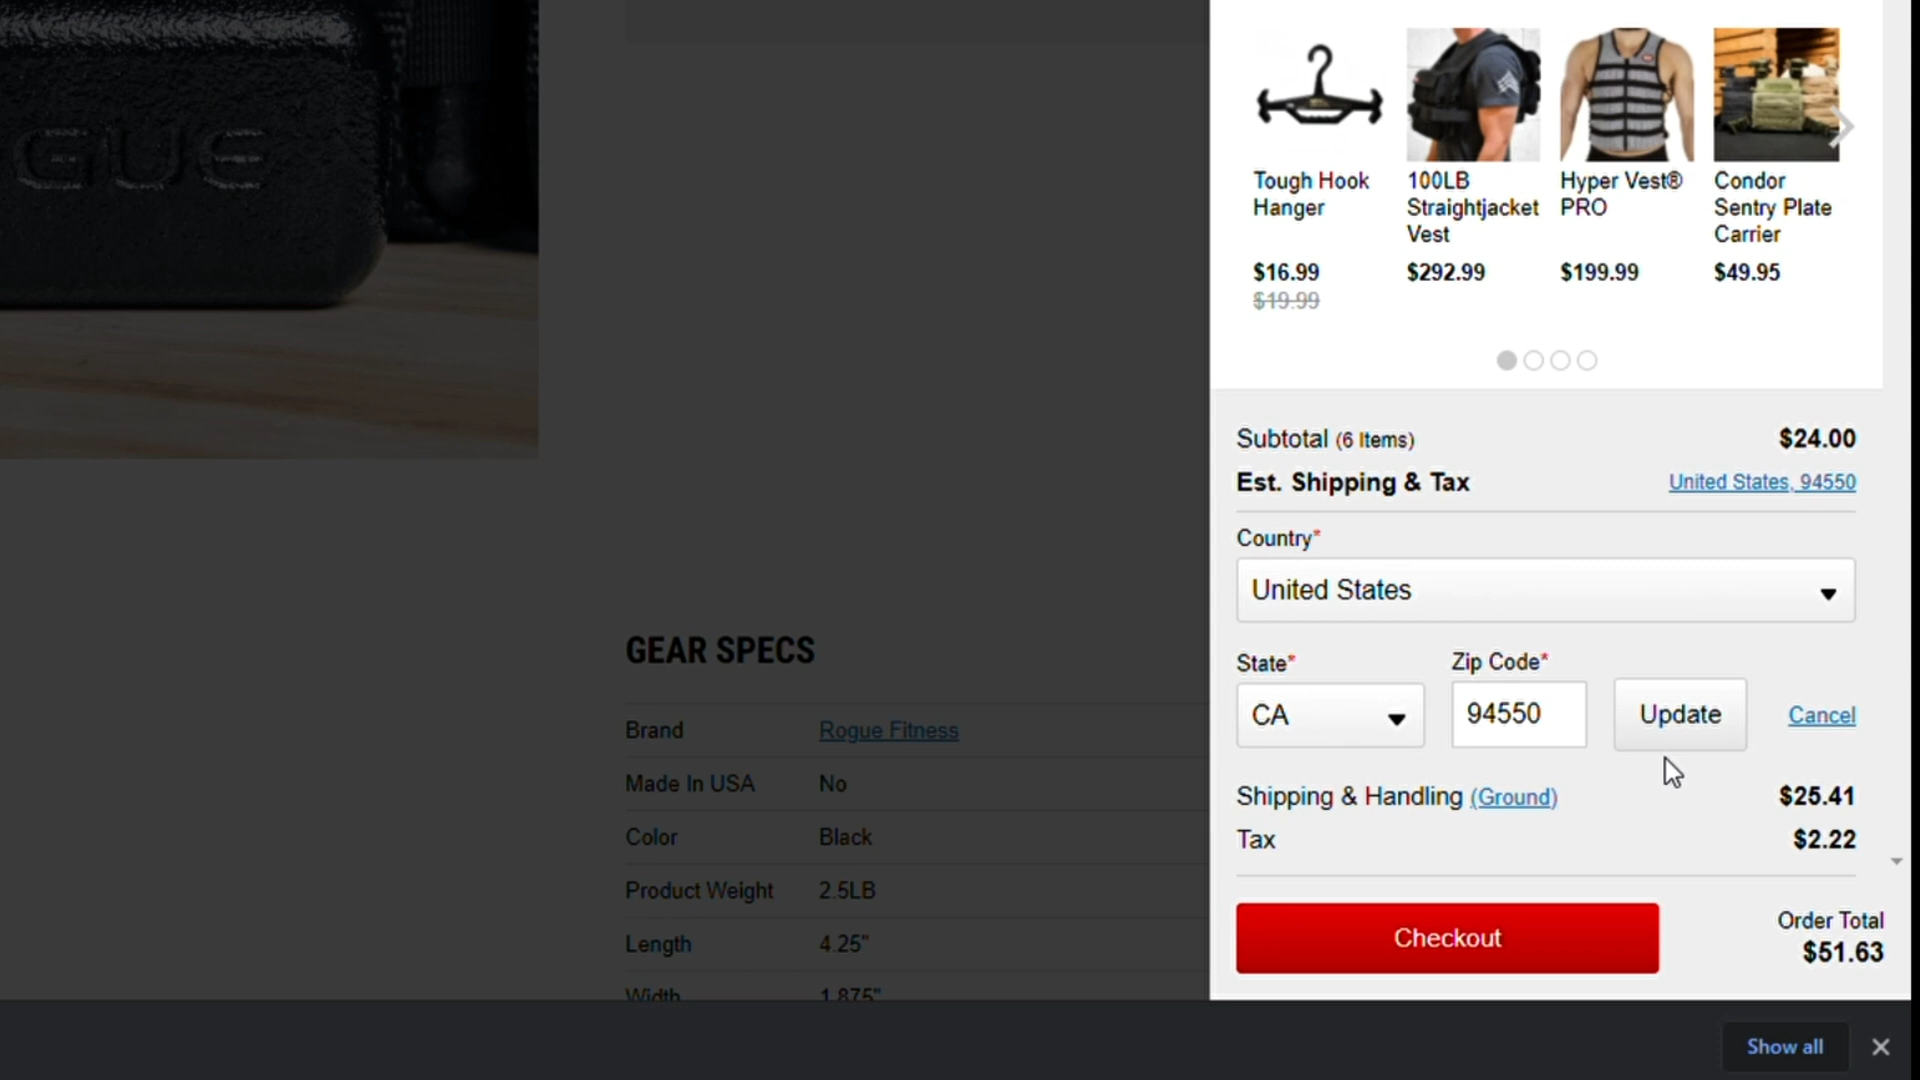 GUE
Tough Hook
Hanger
$16.99
$19.99
100LB
Straightjacket
Vest
$292.99
Hyper Vest®
PRO
$199.99
Condor
Sentry Plate
Carrier
$49.95
Subtotal (6 Items) $24.00
Est. Shipping & Tax United States, 94550
Country*
United States
State* Zip Code*
CA 94550 Update Cancel
Shipping & Handling (Ground) $25.41
Tax $2.22
Checkout
Order Total
$51.63
GEAR SPECS
Brand Rogue Fitness
Made In USA No
Color Black
Product Weight 2.5LB
Length 4.25"
Width 1.875"
Show all